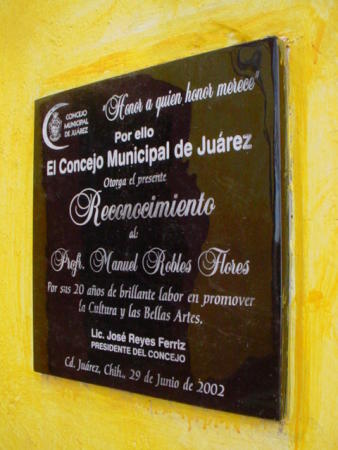 CONCEJO
MUNICIPAL
DE JUÁREZ
"Honor a quien honor merece"
Por ello
El Concejo Municipal de Juárez
Otorga el presente
Reconocimiento
al:
Profr. Manuel Robles Flores
Por sus 20 años de brillante labor en promover
la Cultura y las Bellas Artes.
Lic. José Reyes Ferriz
PRESIDENTE DEL CONCEJO
Cd. Juárez, Chih., 29 de Junio de 2002